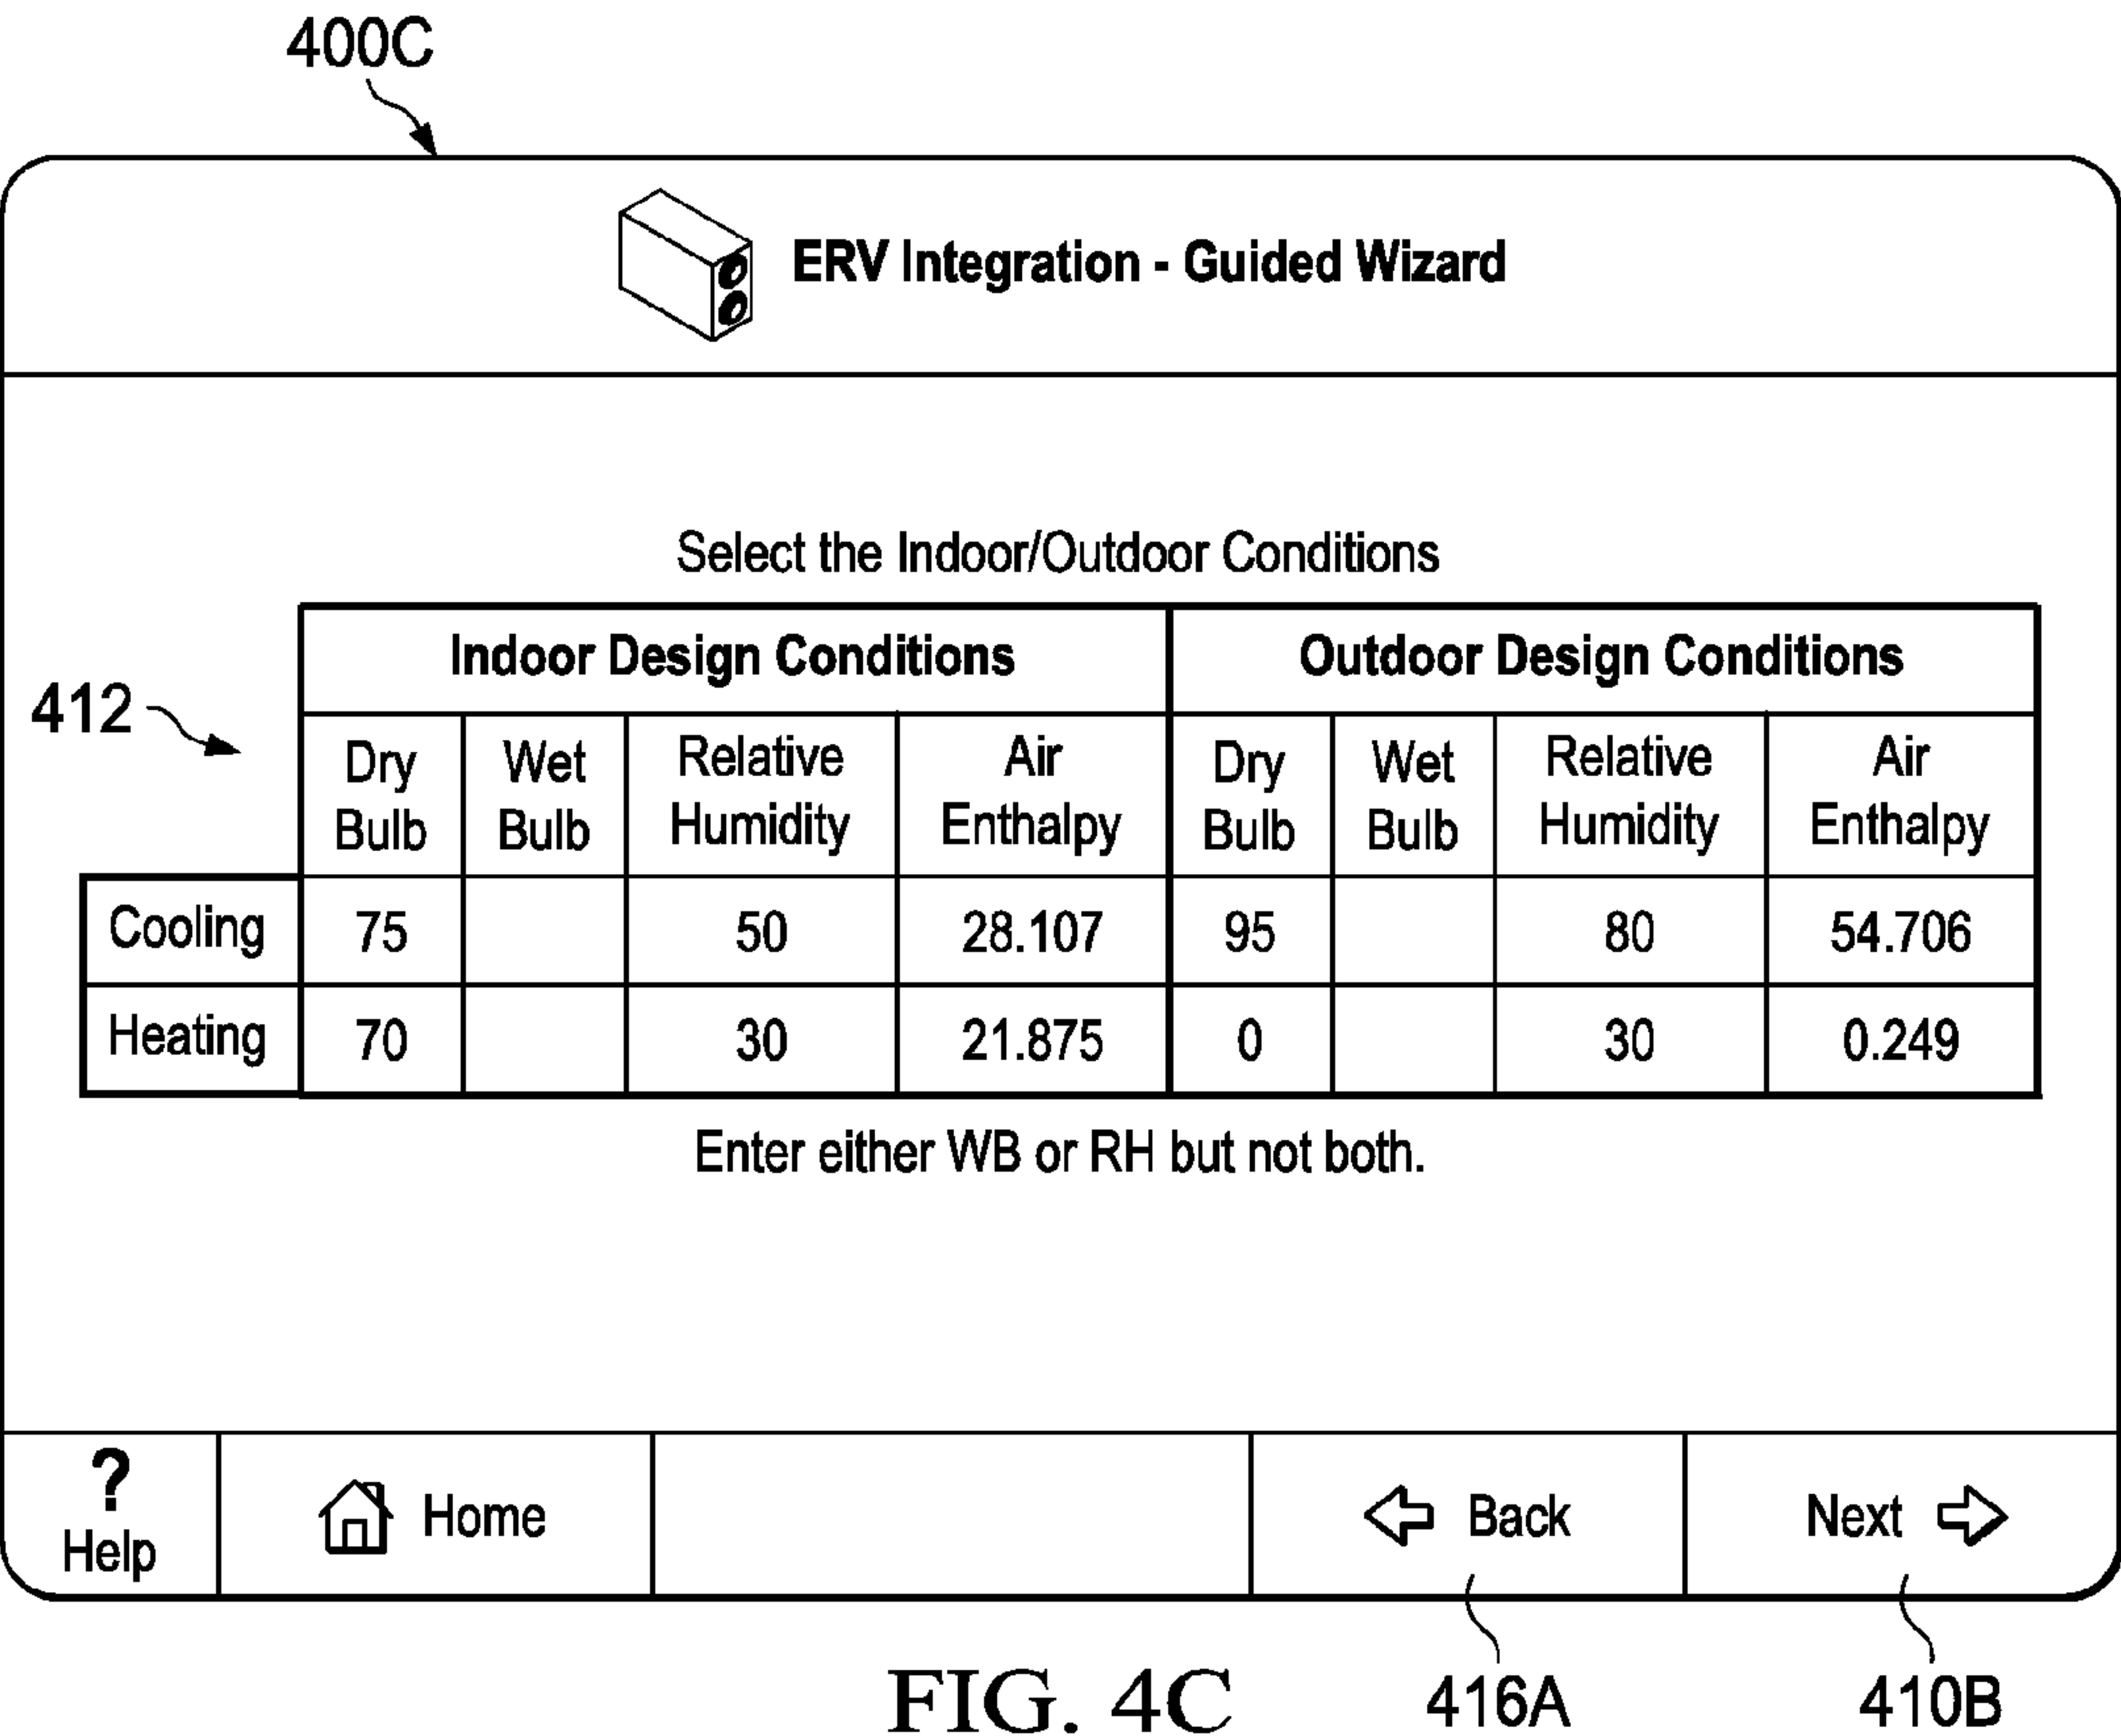 400C
ERV Integration - Guided Wizard
Select the Indoor/Outdoor Conditions
412
Indoor Design Conditions Outdoor Design Conditions
Dry Bulb Wet Bulb Relative Humidity Air Enthalpy Dry Bulb Wet Bulb Relative Humidity Air Enthalpy
Cooling 75 50 28.107 95 80 54.706
Heating 70 30 21.875 0 30 0.249
Enter either WB or RH but not both.
? Help Home Back Next
416A 410B
FIG. 4C